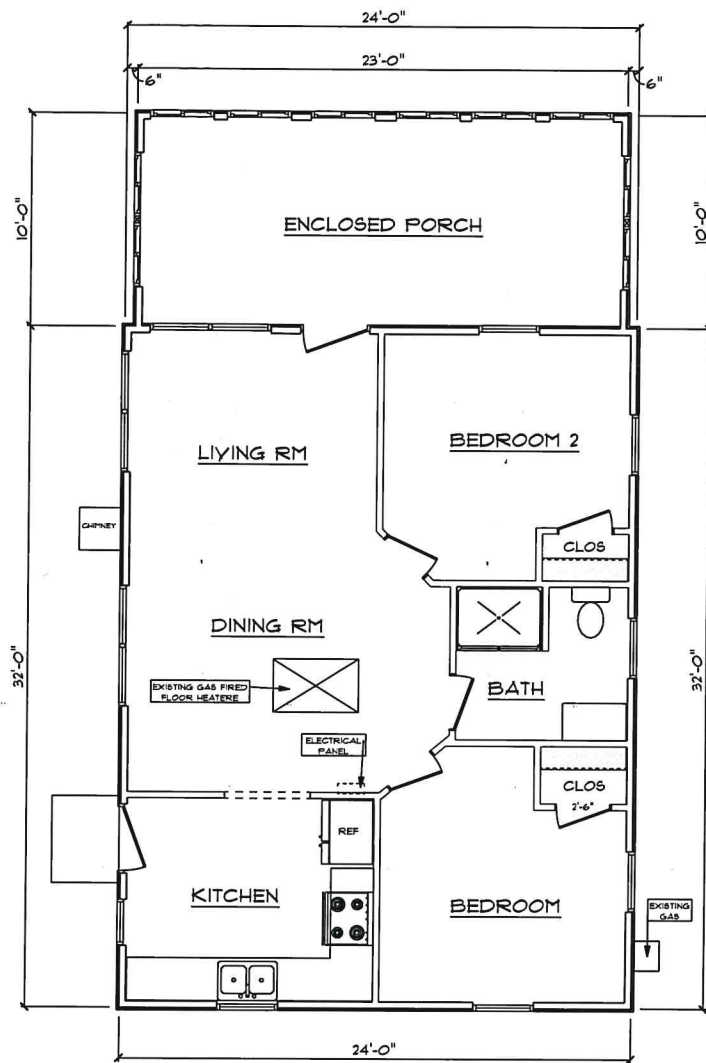 24'-0"
23'-0"
6"
6"
10'-0"
10'-0"
ENCLOSED PORCH
LIVING RM
BEDROOM 2
CHIMNEY
CLOS
DINING RM
32'-0"
32'-0"
EXISTING GAS FIRED
FLOOR HEATERE
BATH
ELECTRICAL
PANEL
CLOS
2'-6"
REF
KITCHEN
BEDROOM
EXISTING
GAS
24'-0"